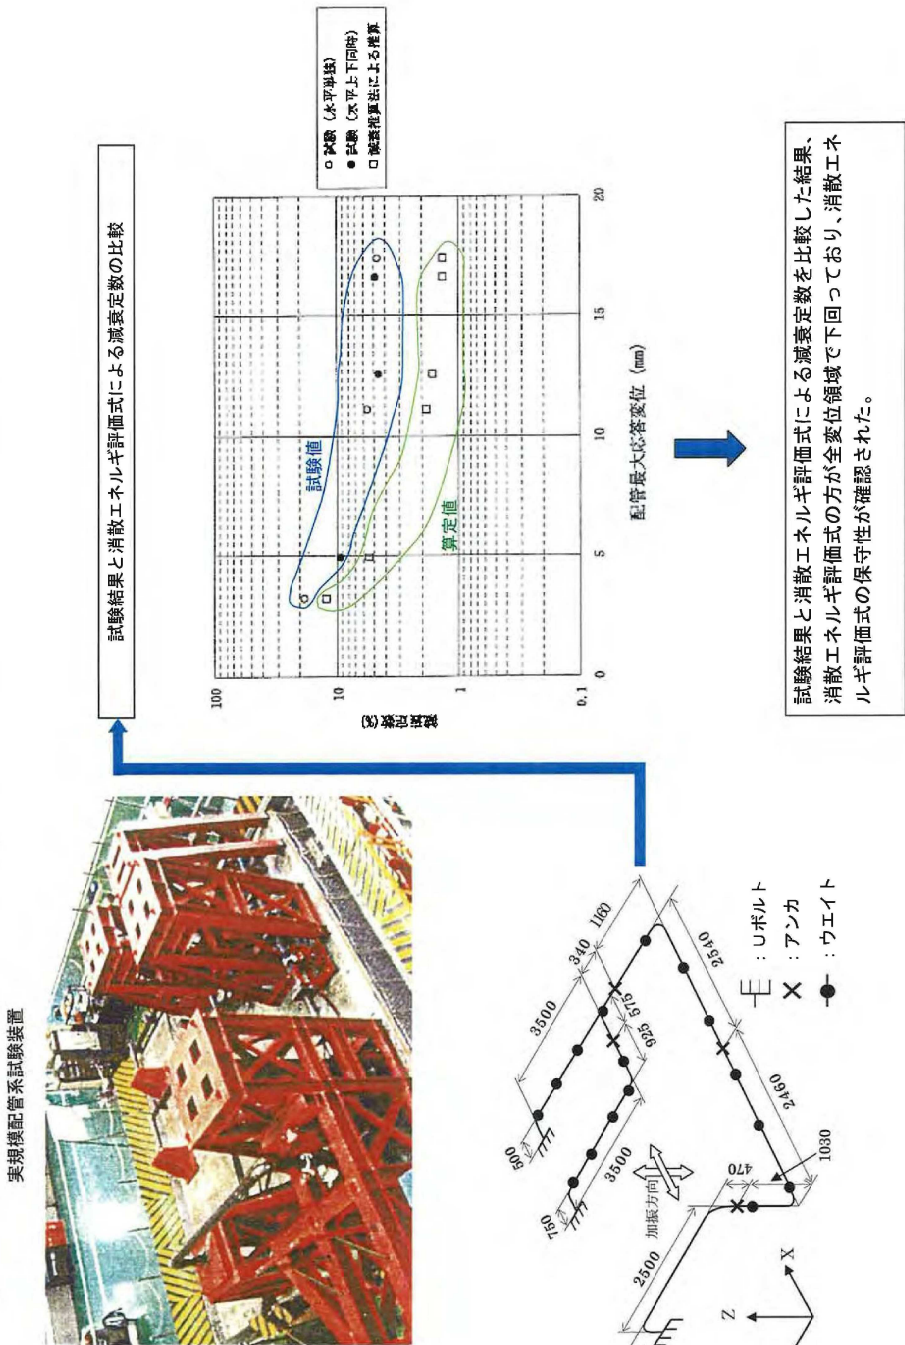 実規模配管系試験装置
2500
加振方向
470
1030
2460
2540
750
3500
500
3500
925
575
340
1160
Z
X
：Uボルト
：アンカ
：ウエイト
試験結果と消散エネルギ評価式による減衰定数の比較
試験（水平単独）
試験（水平上下同時）
減衰推算法による推算
減衰定数(%)
100
10
1
0.1
試験値
算定値
0
5
10
15
20
配管最大応答変位（mm）
試験結果と消散エネルギ評価式による減衰定数を比較した結果、
消散エネルギ評価式の方が全変位領域で下回っており、消散エネ
ルギ評価式の保守性が確認された。